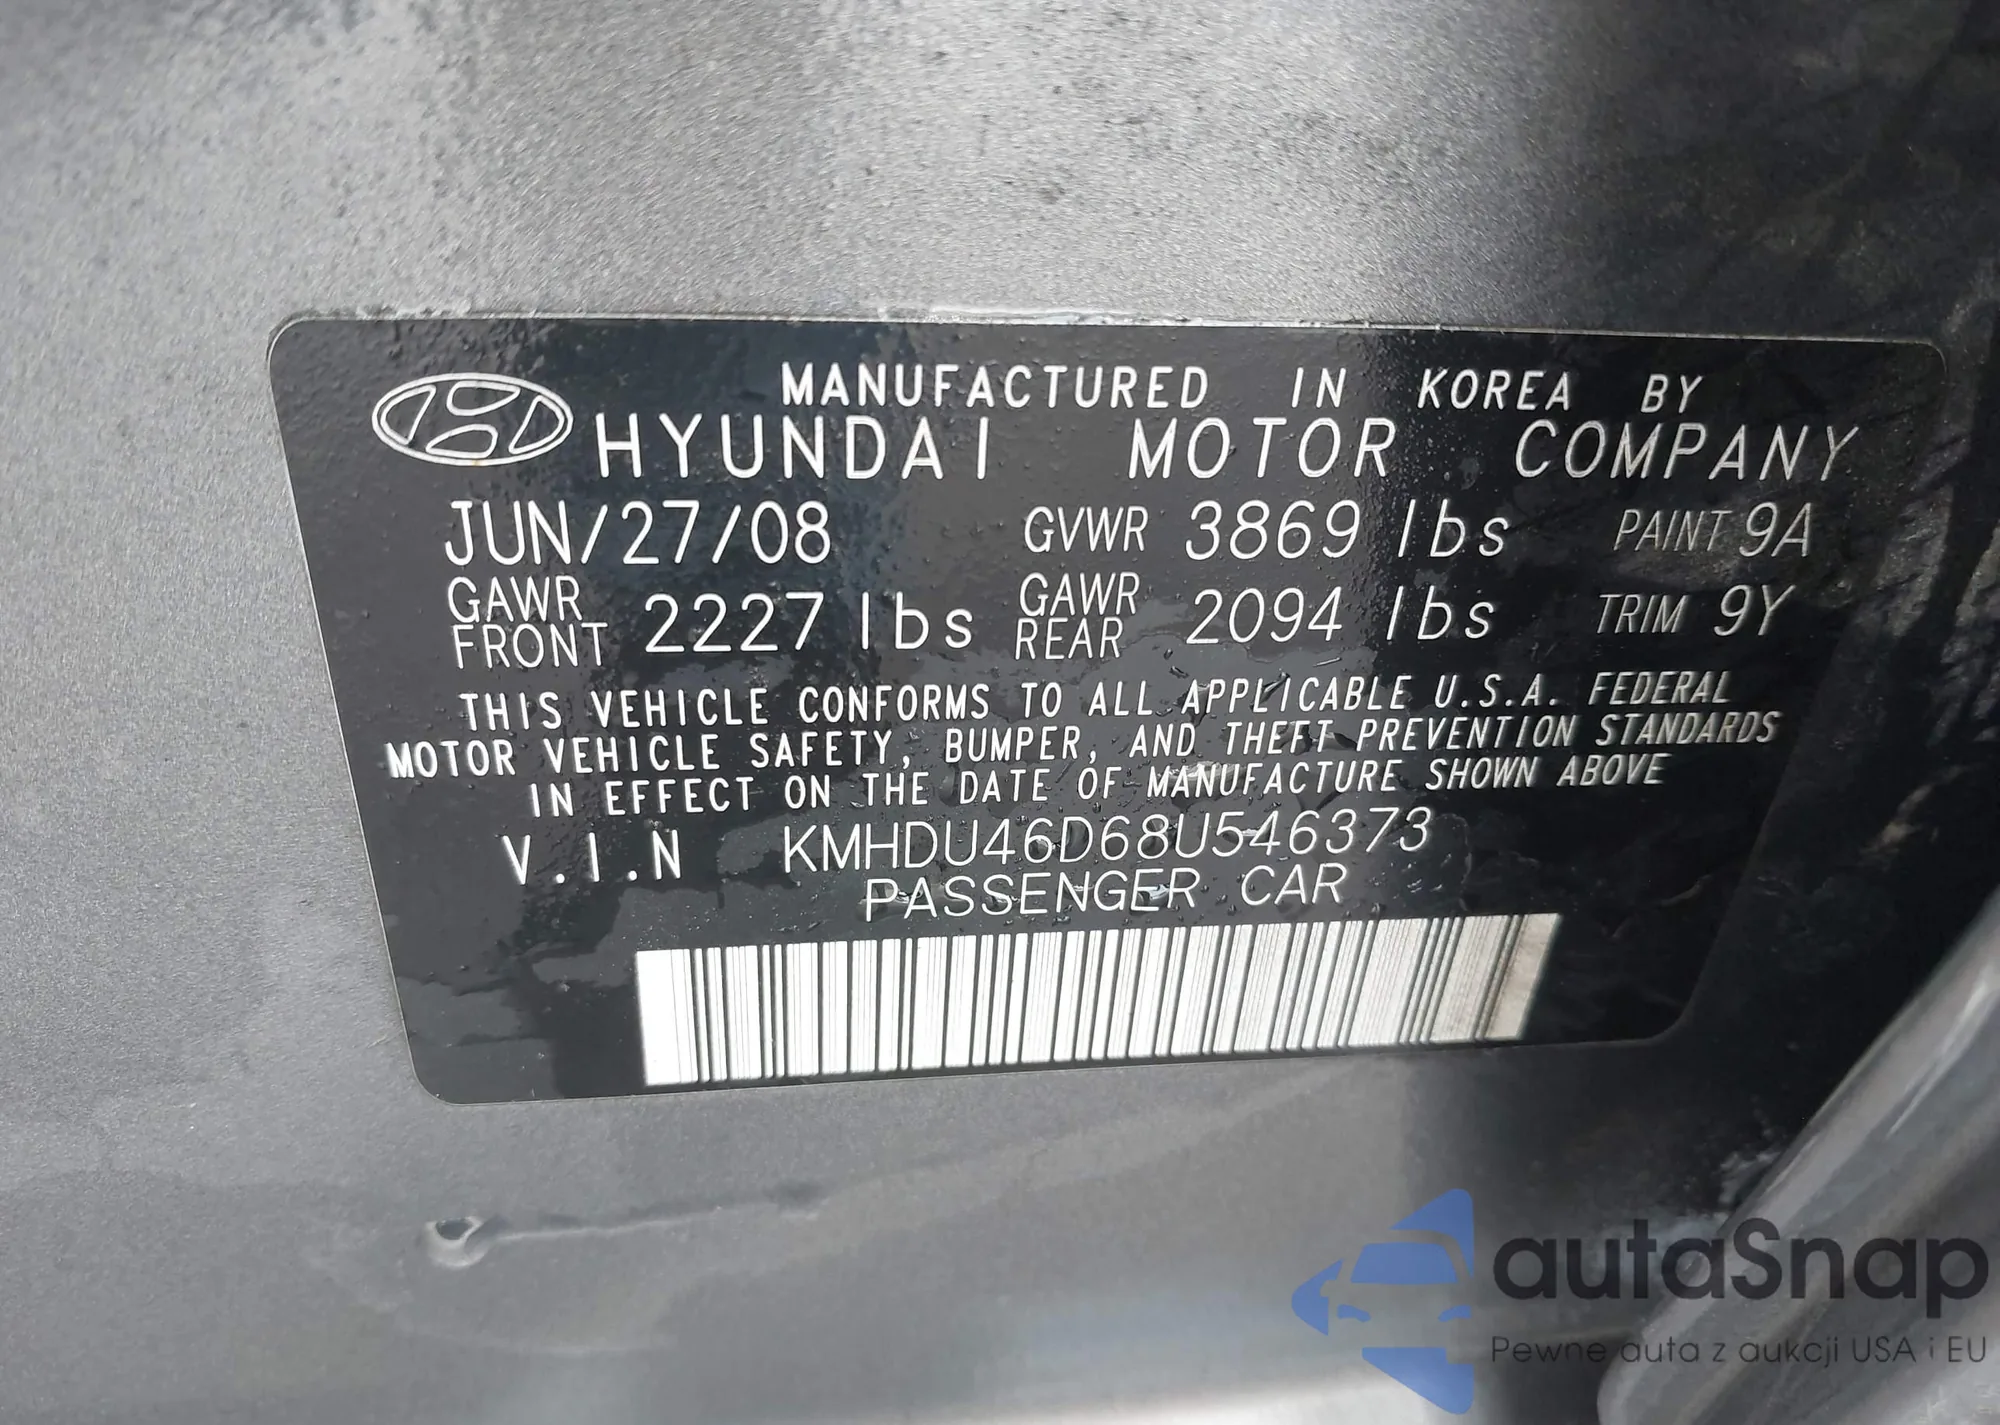 MANUFACTURED IN KOREA BY
HYUNDAI MOTOR COMPANY
JUN/27/08 GVWR 3869 lbs PAINT 9A
GAWR FRONT 2227 lbs GAWR REAR 2094 lbs TRIM 9Y
THIS VEHICLE CONFORMS TO ALL APPLICABLE U.S.A. FEDERAL
MOTOR VEHICLE SAFETY, BUMPER, AND THEFT PREVENTION STANDARDS
IN EFFECT ON THE DATE OF MANUFACTURE SHOWN ABOVE
V.I.N KMHDU46D68U546373
PASSENGER CAR
autaSnap
Pewne auta z aukcji USA i EU